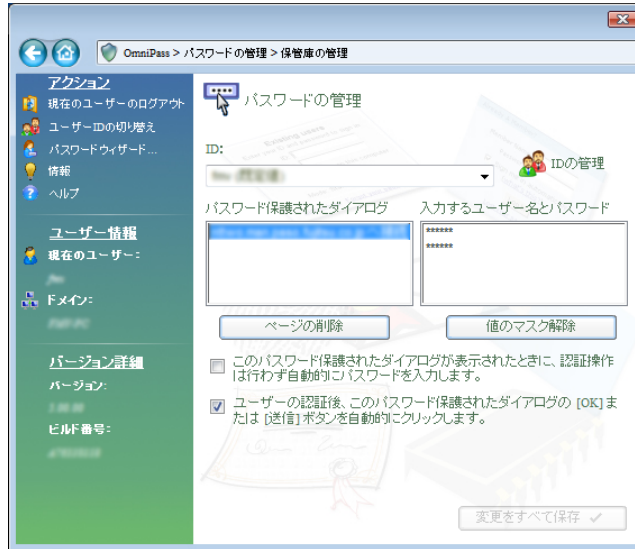 OmniPass > パスワードの管理 > 保管庫の管理
アクション
現在のユーザーのログアウト
ユーザーIDの切り替え
パスワードウィザード...
情報
ヘルプ
ユーザー情報
現在のユーザー:
ドメイン:
バージョン詳細
バージョン:
ビルド番号:
パスワードの管理
ID:
IDの管理
パスワード保護されたダイアログ
入力するユーザー名とパスワード
******
******
ページの削除
値のマスク解除
このパスワード保護されたダイアログが表示されたときに、認証操作
は行わず自動的にパスワードを入力します。
ユーザーの認証後、このパスワード保護されたダイアログの [OK]ま
たは [送信] ボタンを自動的にクリックします。
変更をすべて保存